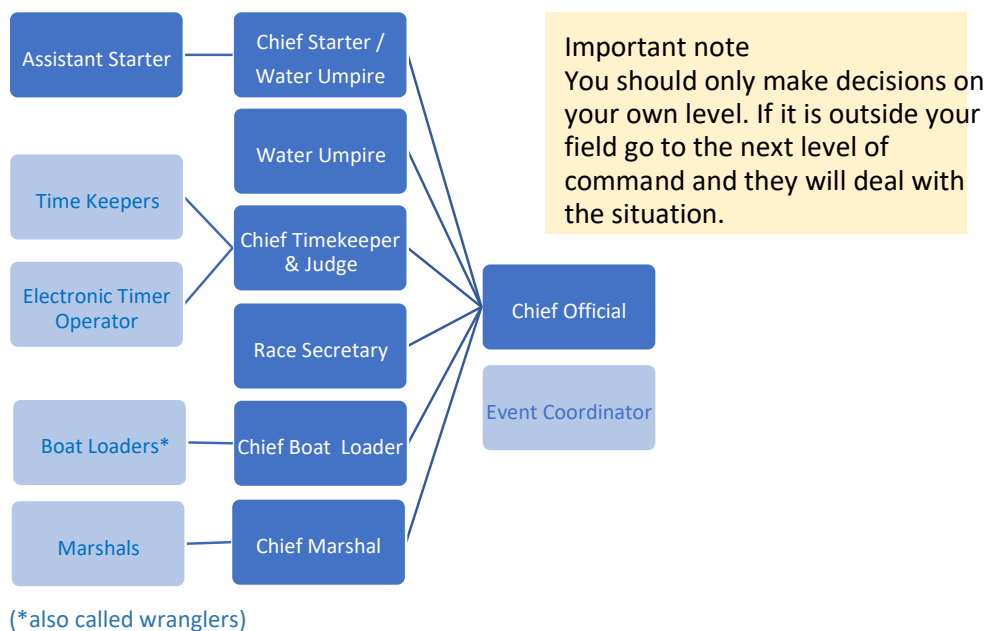 Assistant Starter
Chief Starter /
Water Umpire
Important note
You should only make decisions on
your own level. If it is outside your
field go to the next level of
command and they will deal with
the situation.
Water Umpire
Time Keepers
Chief Timekeeper
& Judge
Electronic Timer
Operator
Chief Official
Race Secretary
Event Coordinator
Boat Loaders*
Chief Boat Loader
Marshals
Chief Marshal
(*also called wranglers)